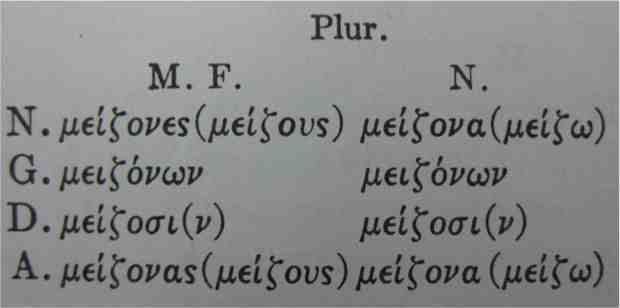 Plur.
M. F. N.
N. μείζονες(μείζους) μείζονα(μείζω)
G. μειζόνων μειζόνων
D. μείζοσι(ν) μείζοσι(ν)
A. μείζονας(μείζους) μείζονα (μείζω)